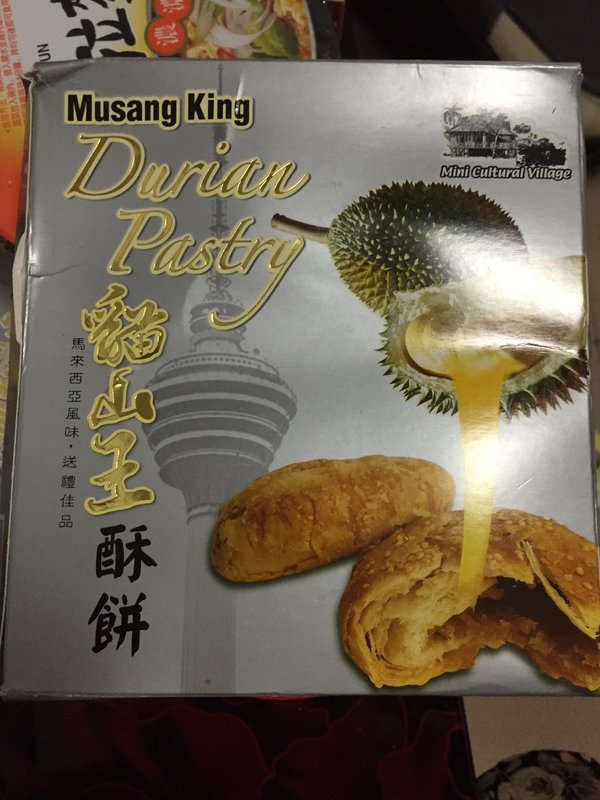 Musang King
Durian
Pastry
Mini Cultural Village
貓山王
酥餅
馬來西亞風味，送禮佳品
UN